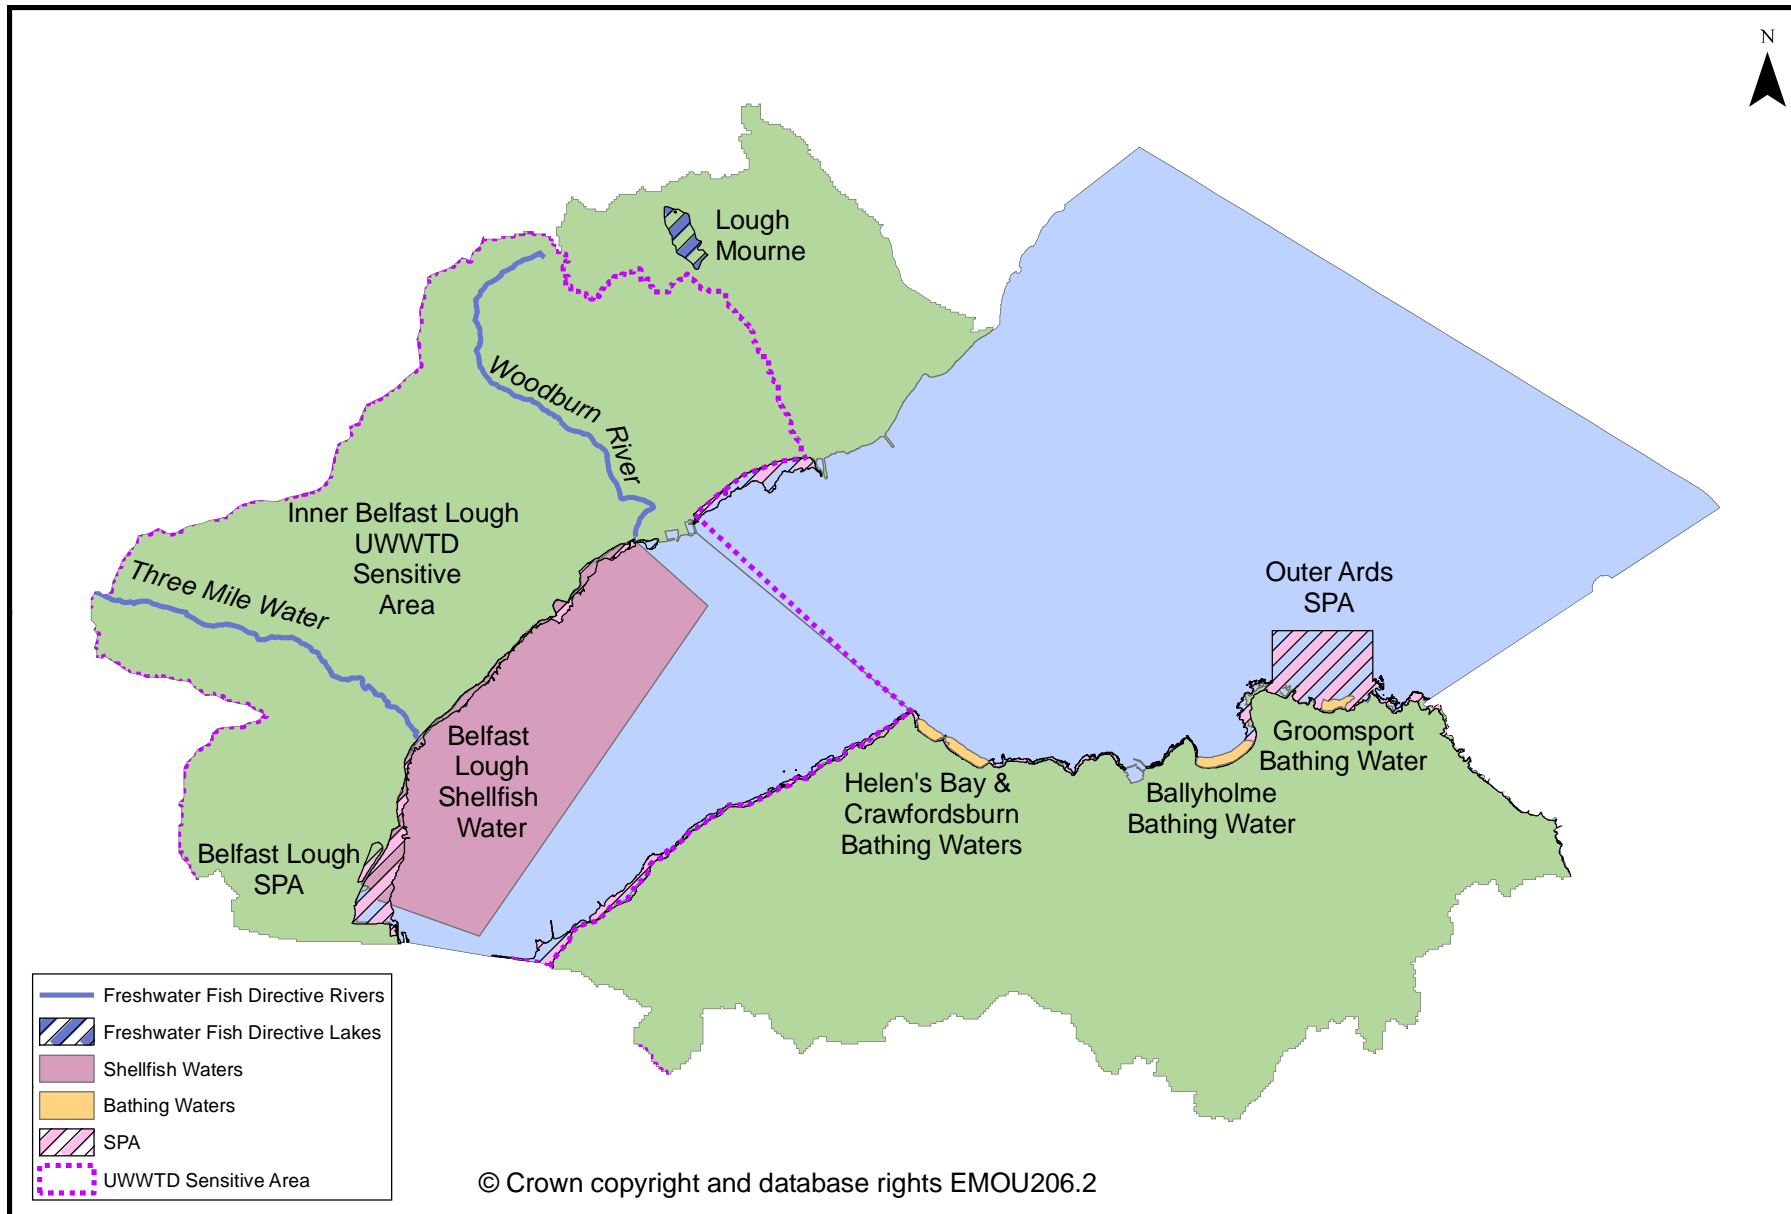 N
Lough
Mourne
Woodburn River
Inner Belfast Lough
UWWTD
Sensitive
Area
Three Mile Water
Outer Ards
SPA
Belfast
Lough
Shellfish
Water
Groomsport
Bathing Water
Helen's Bay &
Crawfordsburn
Bathing Waters
Ballyholme
Bathing Water
Belfast Lough
SPA
Freshwater Fish Directive Rivers
Freshwater Fish Directive Lakes
Shellfish Waters
Bathing Waters
SPA
UWWTD Sensitive Area
© Crown copyright and database rights EMOU206.2